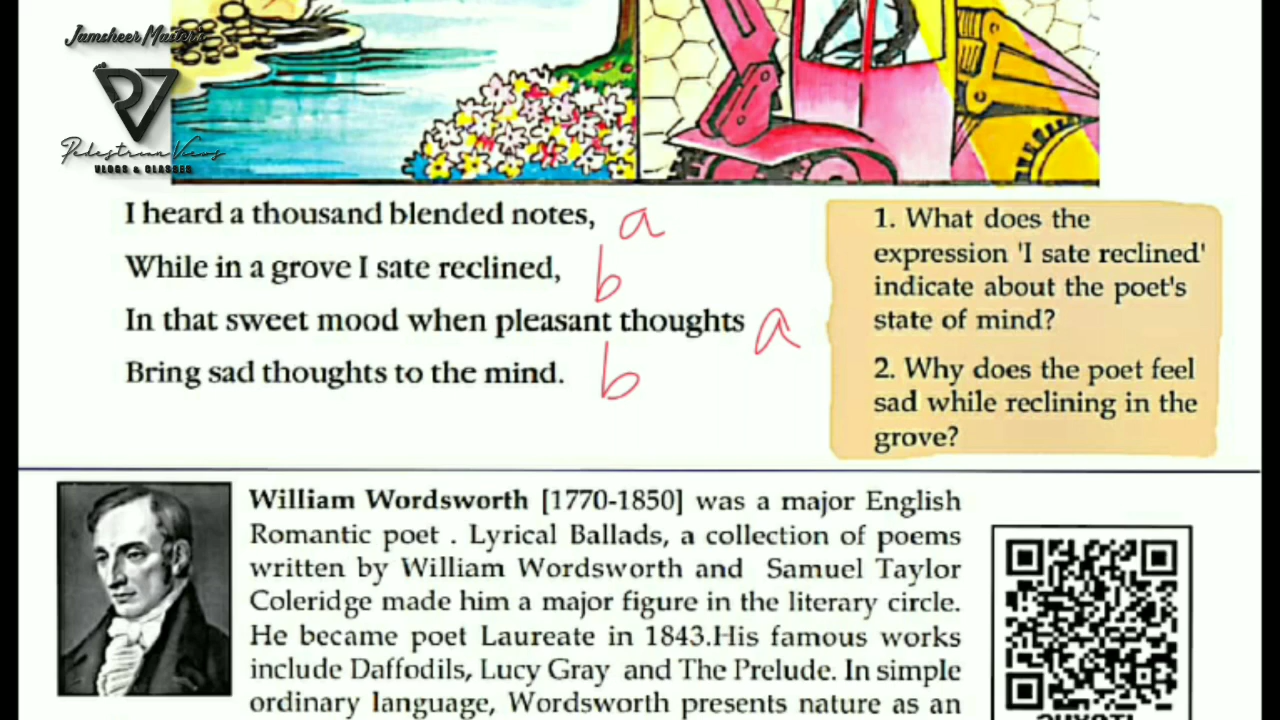 Jamsheer Master's
Pedestrian Views
VLOGS & CLASSES
I heard a thousand blended notes, a
While in a grove I sate reclined, b
In that sweet mood when pleasant thoughts a
Bring sad thoughts to the mind. b
1. What does the
expression 'I sate reclined'
indicate about the poet's
state of mind?
2. Why does the poet feel
sad while reclining in the
grove?
William Wordsworth [1770-1850] was a major English
Romantic poet . Lyrical Ballads, a collection of poems
written by William Wordsworth and Samuel Taylor
Coleridge made him a major figure in the literary circle.
He became poet Laureate in 1843.His famous works
include Daffodils, Lucy Gray and The Prelude. In simple
ordinary language, Wordsworth presents nature as an